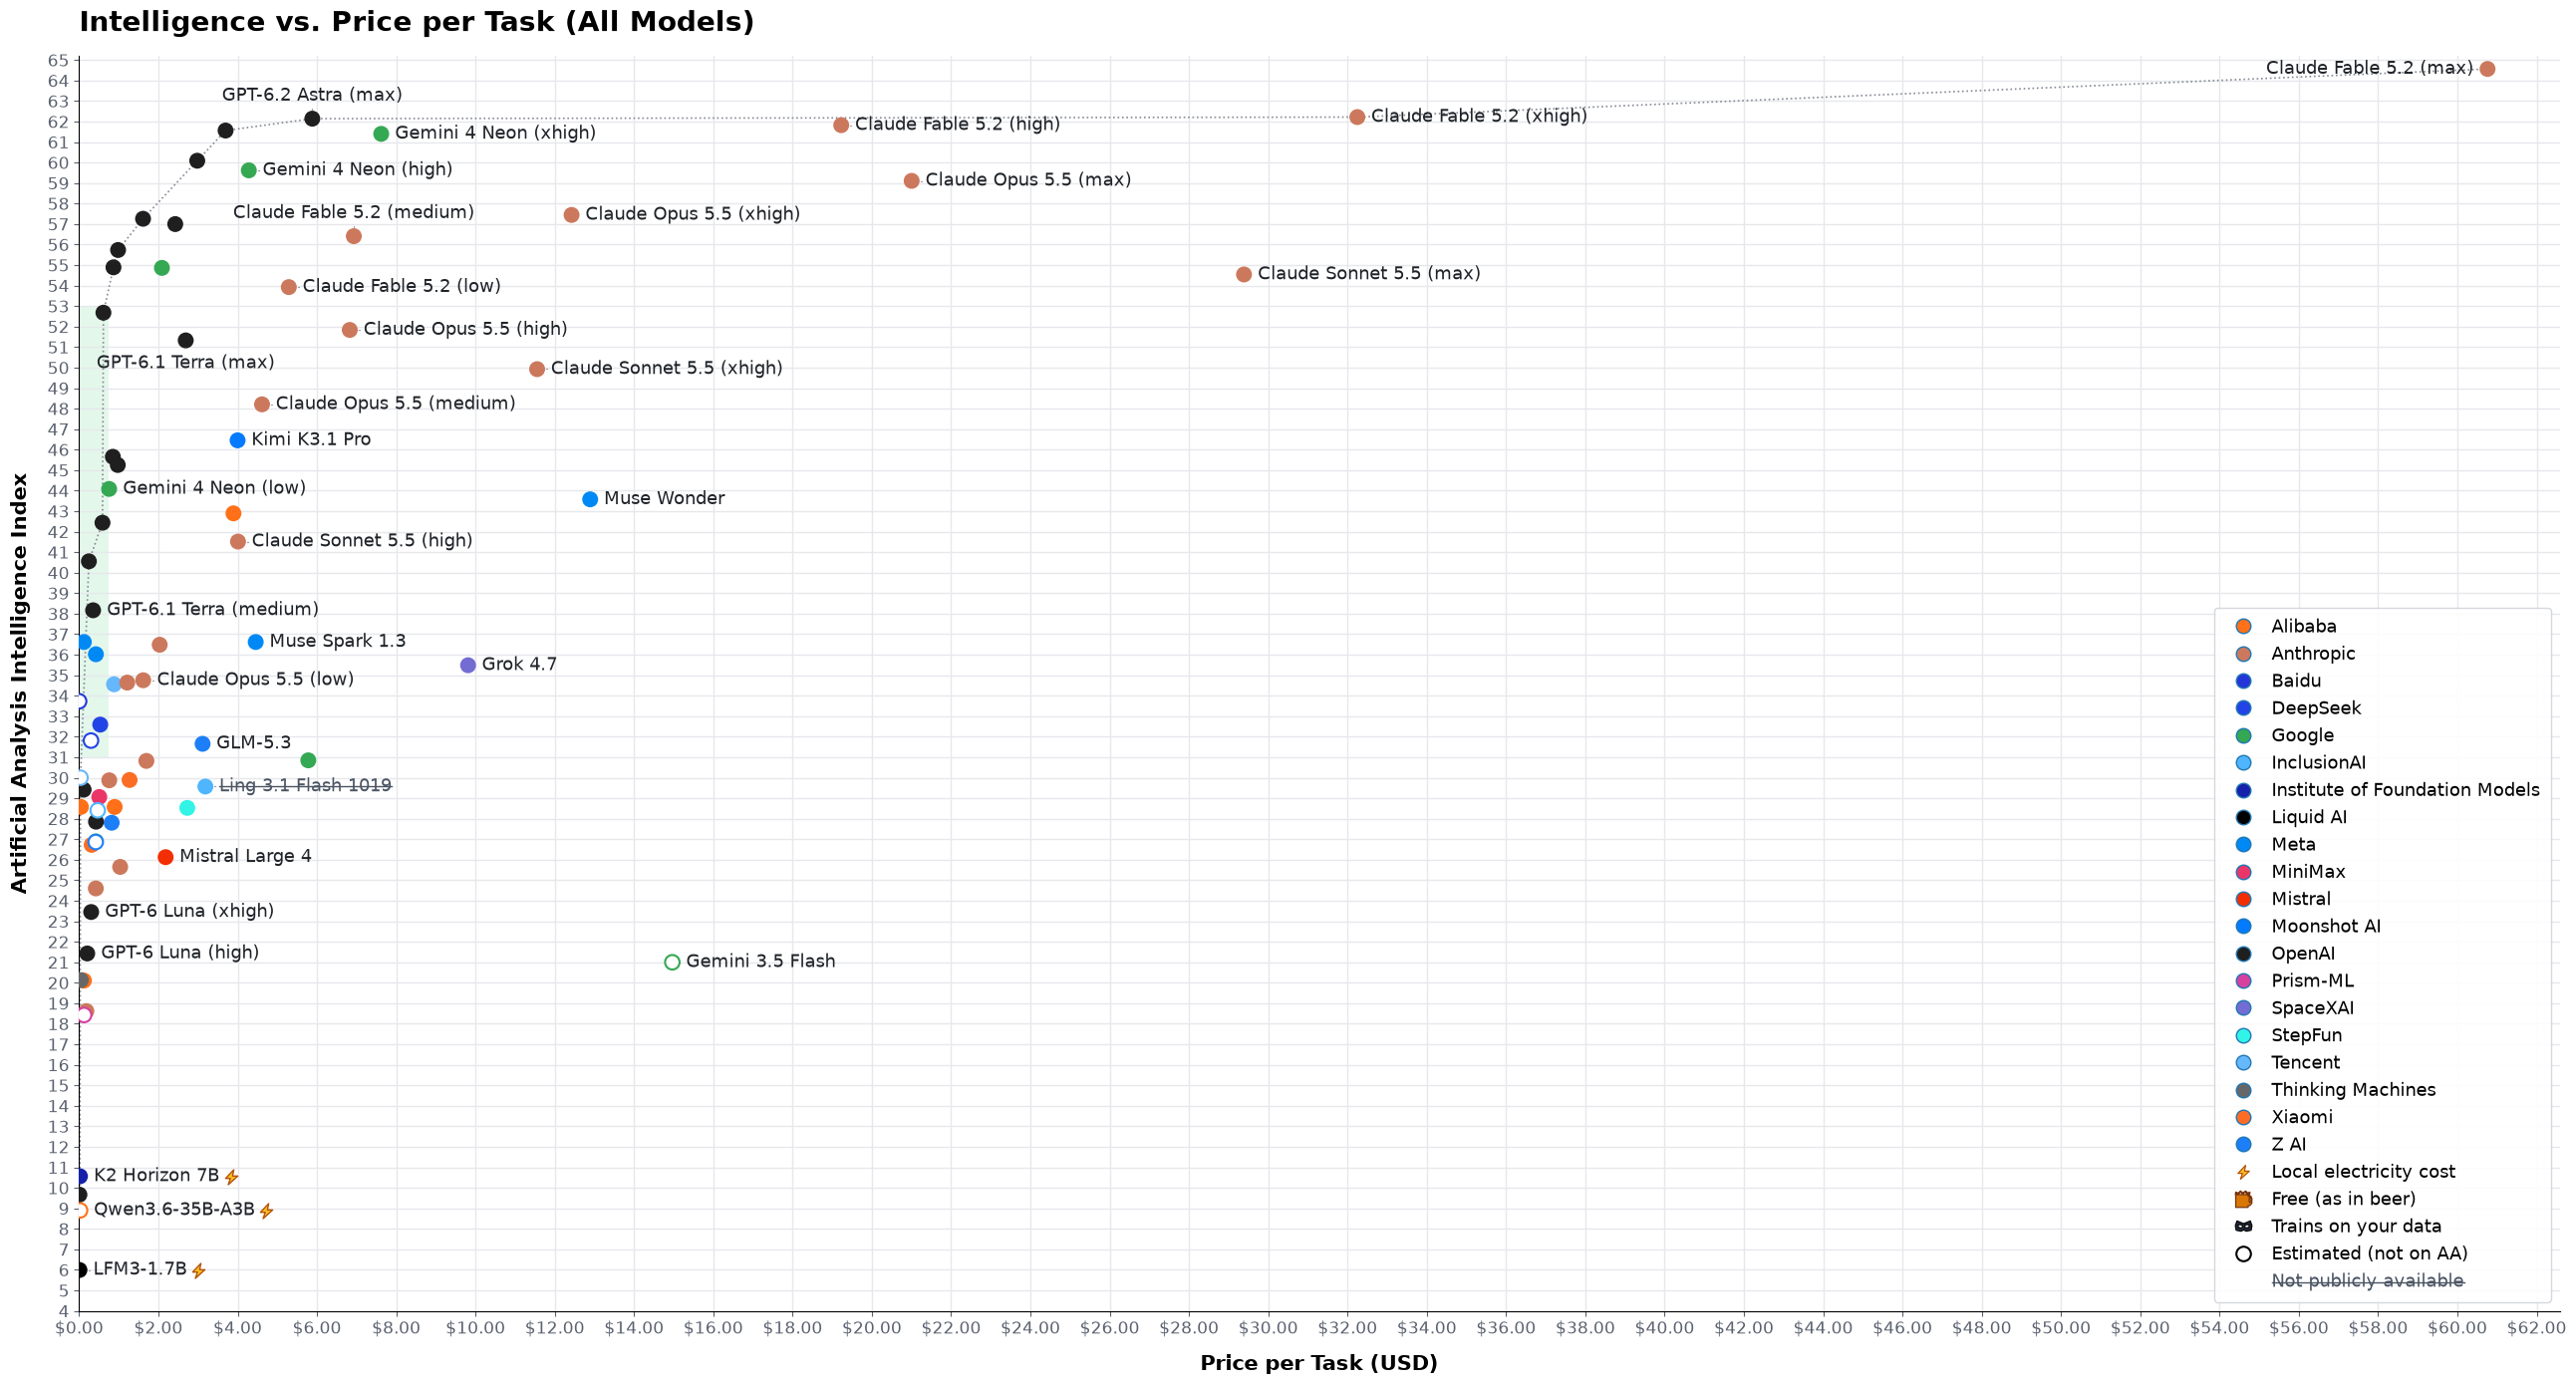 Intelligence vs. Price per Task (All Models)
Artificial Analysis Intelligence Index
65
64
63
62
61
60
59
58
57
56
55
54
53
52
51
50
49
48
47
46
45
44
43
42
41
40
39
38
37
36
35
34
33
32
31
30
29
28
27
26
25
24
23
22
21
20
19
18
17
16
15
14
13
12
11
10
9
8
7
6
5
4
Claude Fable 5.2 (max)
GPT-6.2 Astra (max)
Claude Fable 5.2 (xhigh)
Claude Fable 5.2 (high)
Gemini 4 Neon (xhigh)
Gemini 4 Neon (high)
Claude Opus 5.5 (max)
Claude Fable 5.2 (medium)
Claude Opus 5.5 (xhigh)
Claude Sonnet 5.5 (max)
Claude Fable 5.2 (low)
Claude Opus 5.5 (high)
GPT-6.1 Terra (max)
Claude Sonnet 5.5 (xhigh)
Claude Opus 5.5 (medium)
Kimi K3.1 Pro
Gemini 4 Neon (low)
Muse Wonder
Claude Sonnet 5.5 (high)
GPT-6.1 Terra (medium)
Muse Spark 1.3
Grok 4.7
Claude Opus 5.5 (low)
GLM-5.3
Ling 3.1 Flash 1019
Mistral Large 4
GPT-6 Luna (xhigh)
GPT-6 Luna (high)
Gemini 3.5 Flash
K2 Horizon 7B
Qwen3.6-35B-A3B
LFM3-1.7B
Alibaba
Anthropic
Baidu
DeepSeek
Google
InclusionAI
Institute of Foundation Models
Liquid AI
Meta
MiniMax
Mistral
Moonshot AI
OpenAI
Prism-ML
SpaceXAI
StepFun
Tencent
Thinking Machines
Xiaomi
Z AI
Local electricity cost
Free (as in beer)
Trains on your data
Estimated (not on AA)
Not publicly available
$0.00 $2.00 $4.00 $6.00 $8.00 $10.00 $12.00 $14.00 $16.00 $18.00 $20.00 $22.00 $24.00 $26.00 $28.00 $30.00 $32.00 $34.00 $36.00 $38.00 $40.00 $42.00 $44.00 $46.00 $48.00 $50.00 $52.00 $54.00 $56.00 $58.00 $60.00 $62.00
Price per Task (USD)